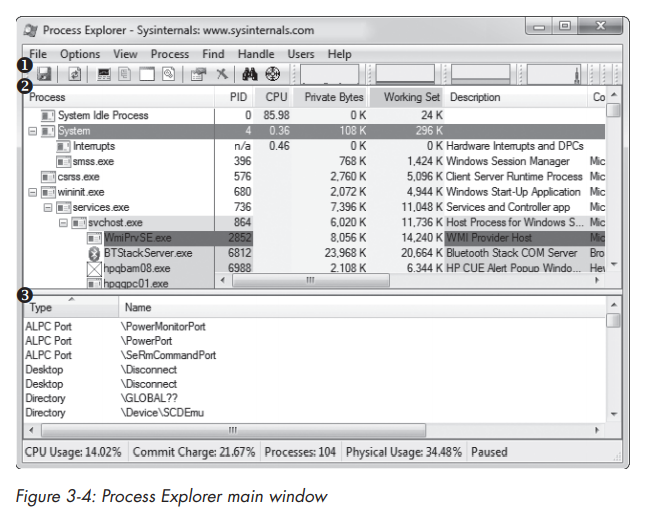 Process Explorer - Sysinternals: www.sysinternals.com
File Options View Process Find Handle Users Help
1
2
Process PID CPU Private Bytes Working Set Description Co
System Idle Process 0 85.98 0 K 24 K
System 4 0.36 108 K 296 K
Interrupts n/a 0.46 0 K 0 K Hardware Interrupts and DPCs
smss.exe 396 768 K 1,424 K Windows Session Manager Mic
csrss.exe 576 2,760 K 5,096 K Client Server Runtime Process Mic
wininit.exe 680 2,072 K 4,944 K Windows Start-Up Application Mic
services.exe 736 7,396 K 11,048 K Services and Controller app Mic
svchost.exe 864 6,020 K 11,736 K Host Process for Windows S... Mic
WmiPrvSE.exe 2852 8,056 K 14,240 K WMI Provider Host Mic
BTStackServer.exe 6812 23,968 K 20,664 K Bluetooth Stack COM Server Bro
hpqbam08.exe 6988 2,108 K 6,344 K HP CUE Alert Popup Windo... Hew
hpqgpc01.exe
3
Type Name
ALPC Port \PowerMonitorPort
ALPC Port \PowerPort
ALPC Port \SeRmCommandPort
Desktop \Disconnect
Desktop \Disconnect
Directory \GLOBAL??
Directory \Device\SCDEmu
CPU Usage: 14.02% Commit Charge: 21.67% Processes: 104 Physical Usage: 34.48% Paused
Figure 3-4: Process Explorer main window